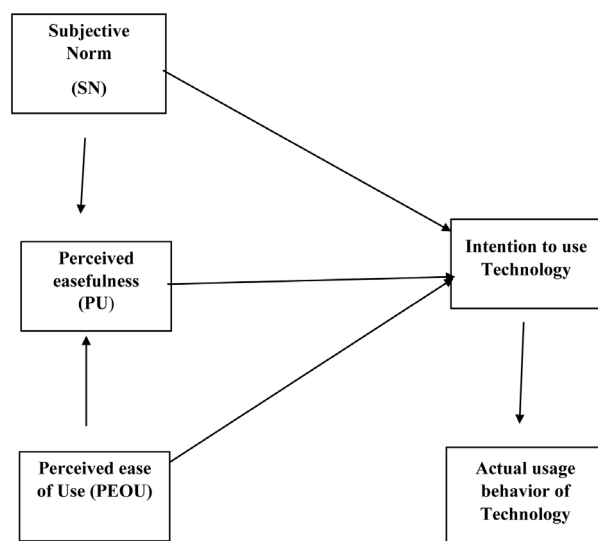 Subjective
Norm
(SN)
Perceived
easefulness
(PU)
Intention to use
Technology
Perceived ease
of Use (PEOU)
Actual usage
behavior of
Technology